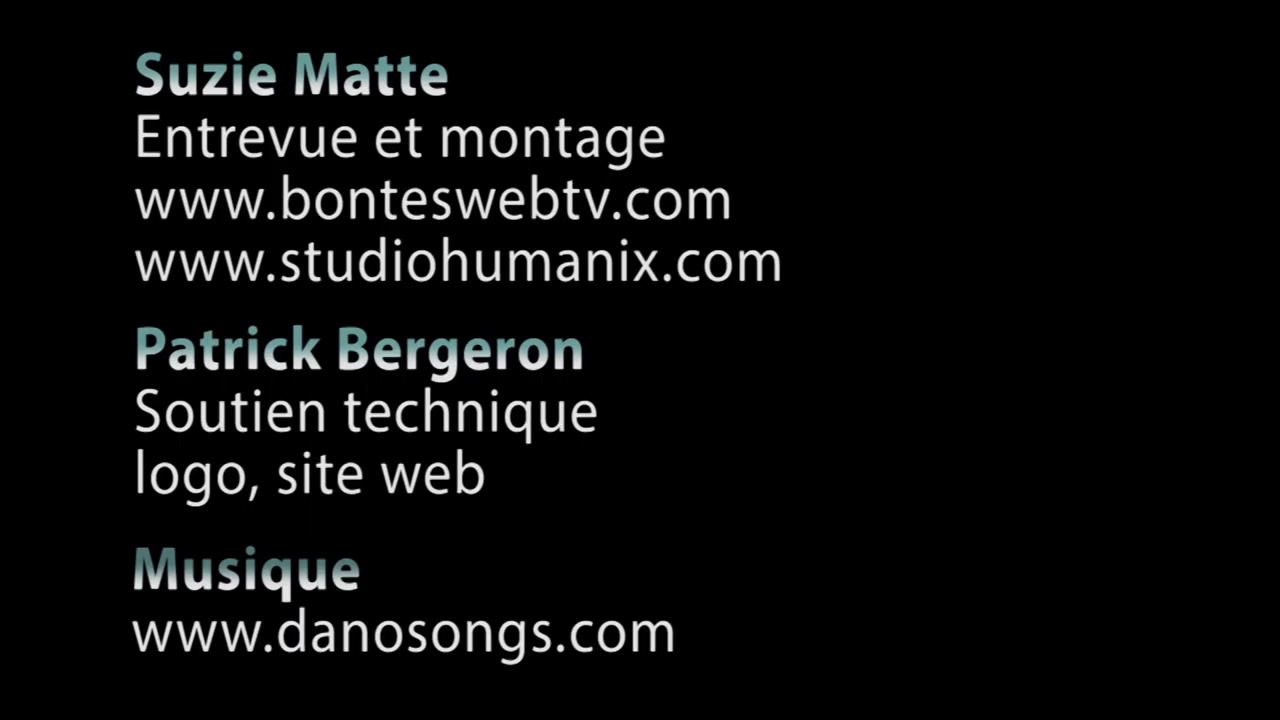 Suzie Matte
Entrevue et montage
www.bonteswebtv.com
www.studiohumanix.com
Patrick Bergeron
Soutien technique
logo, site web
Musique
www.danosongs.com